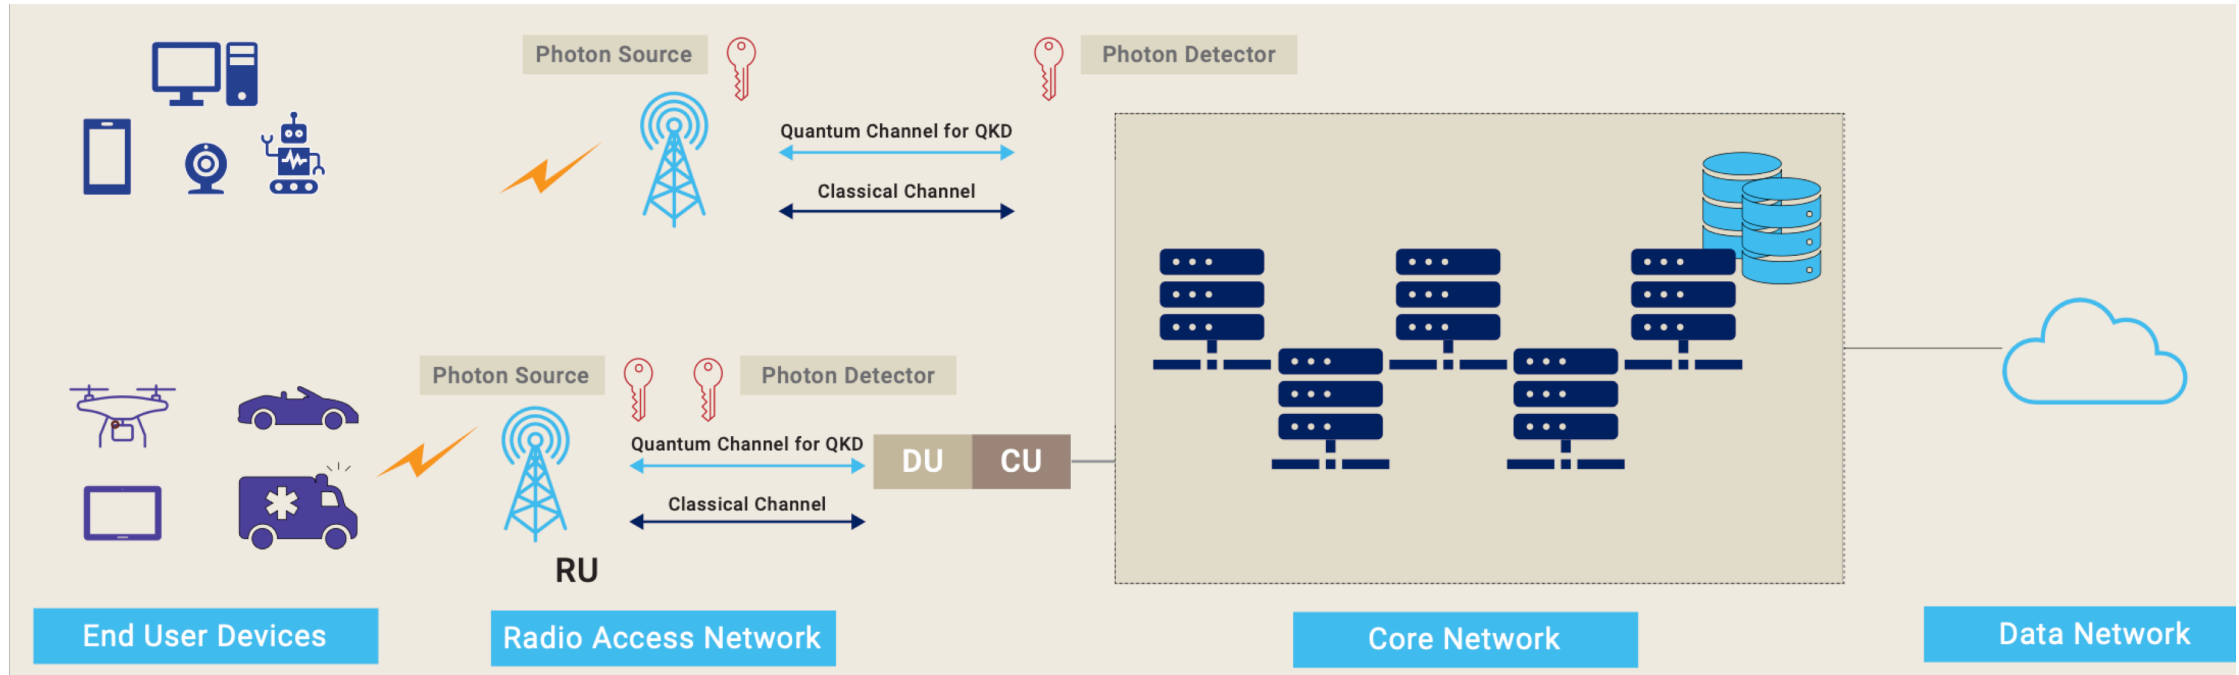 Photon Source
Photon Detector
Quantum Channel for QKD
Classical Channel
Photon Source
Photon Detector
Quantum Channel for QKD
DU
CU
Classical Channel
RU
End User Devices
Radio Access Network
Core Network
Data Network